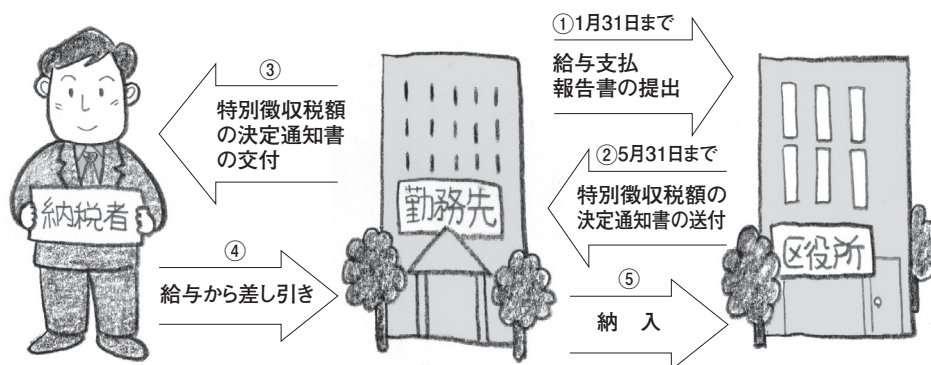 ①1月31日まで
給与支払
報告書の提出
②5月31日まで
特別徴収税額の
決定通知書の送付
③
特別徴収税額
の決定通知書
の交付
④
給与から差し引き
⑤
納 入
納税者
勤務先
区役所